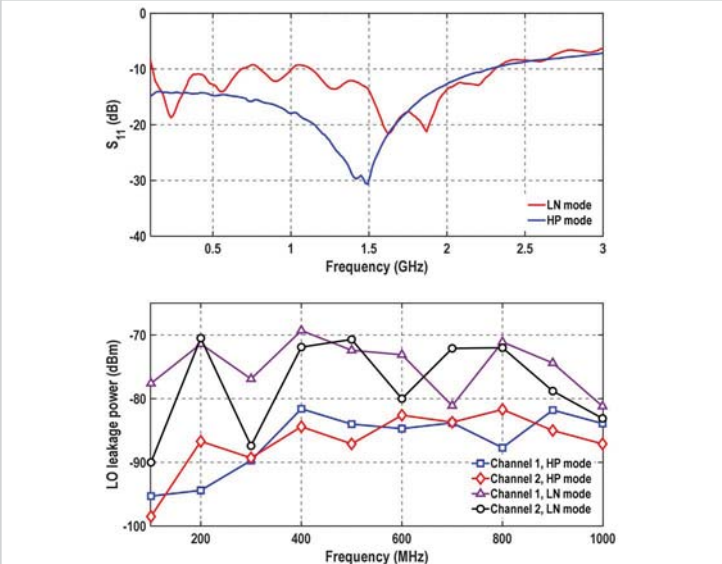 0
-10
-20
-30
-40
S11 (dB)
0.5 1 1.5 2 2.5 3
Frequency (GHz)
LN mode
HP mode
-70
-80
-90
-100
LO leakage power (dBm)
200 400 600 800 1000
Frequency (MHz)
Channel 1, HP mode
Channel 2, HP mode
Channel 1, LN mode
Channel 2, LN mode